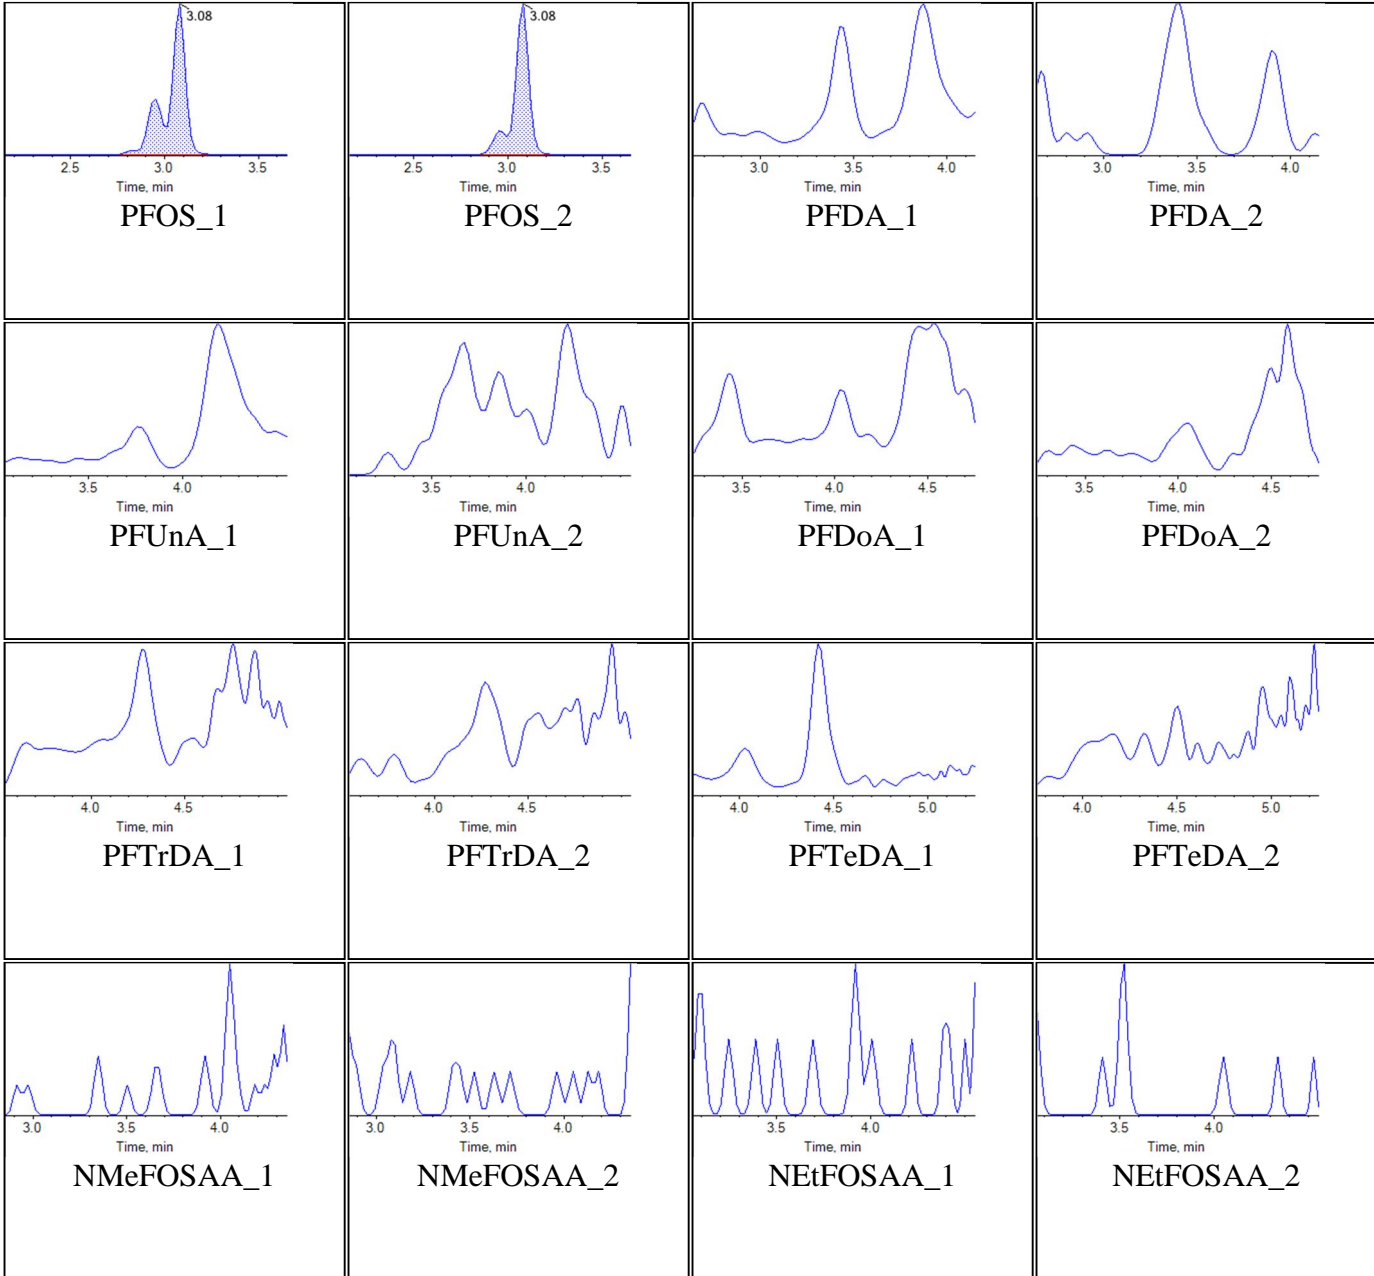 3.08
2.5 3.0 3.5
Time, min
PFOS_1
3.08
2.5 3.0 3.5
Time, min
PFOS_2
3.0 3.5 4.0
Time, min
PFDA_1
3.0 3.5 4.0
Time, min
PFDA_2
3.5 4.0
Time, min
PFUnA_1
3.5 4.0
Time, min
PFUnA_2
3.5 4.0 4.5
Time, min
PFDoA_1
3.5 4.0 4.5
Time, min
PFDoA_2
4.0 4.5
Time, min
PFTrDA_1
4.0 4.5
Time, min
PFTrDA_2
4.0 4.5 5.0
Time, min
PFTeDA_1
4.0 4.5 5.0
Time, min
PFTeDA_2
3.0 3.5 4.0
Time, min
NMeFOSAA_1
3.0 3.5 4.0
Time, min
NMeFOSAA_2
3.5 4.0
Time, min
NEtFOSAA_1
3.5 4.0
Time, min
NEtFOSAA_2